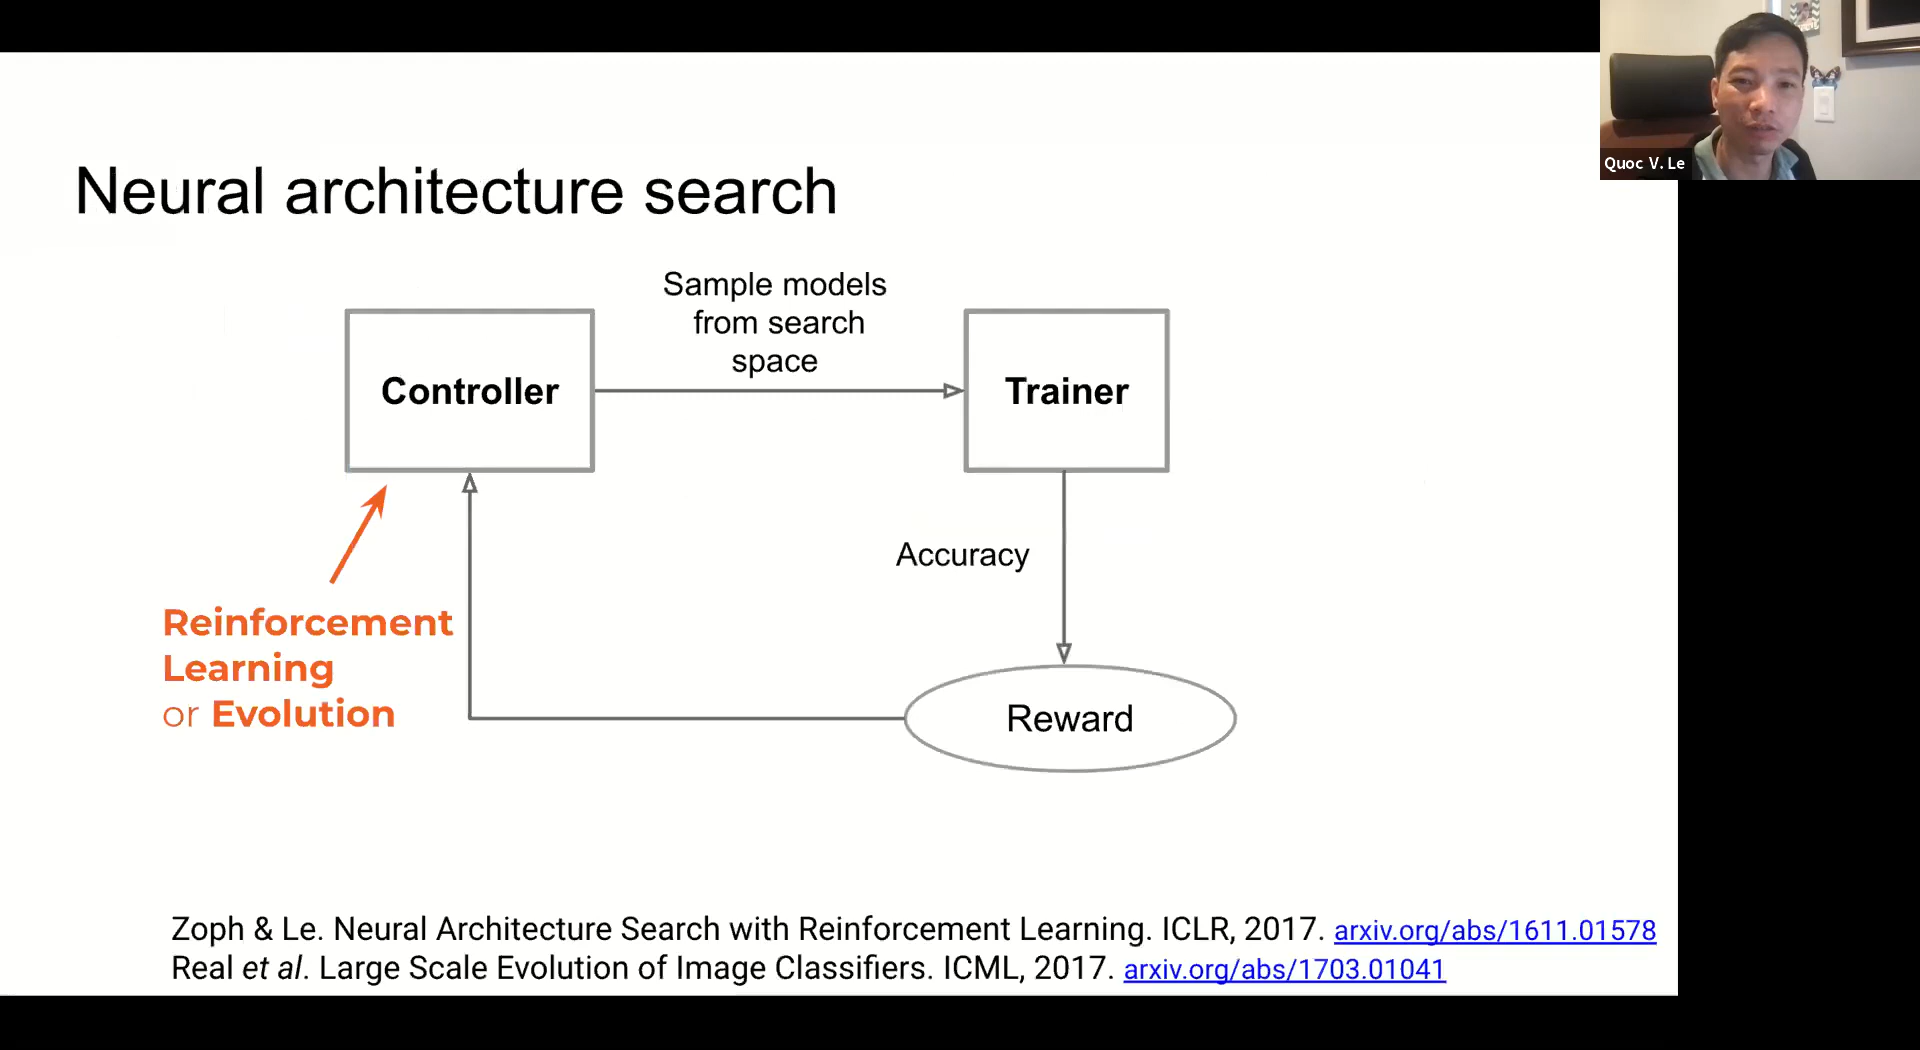 Quoc V. Le
Neural architecture search
Sample models
from search
space
Controller
Trainer
Accuracy
Reinforcement
Learning
or Evolution
Reward
Zoph & Le. Neural Architecture Search with Reinforcement Learning. ICLR, 2017. arxiv.org/abs/1611.01578
Real et al. Large Scale Evolution of Image Classifiers. ICML, 2017. arxiv.org/abs/1703.01041